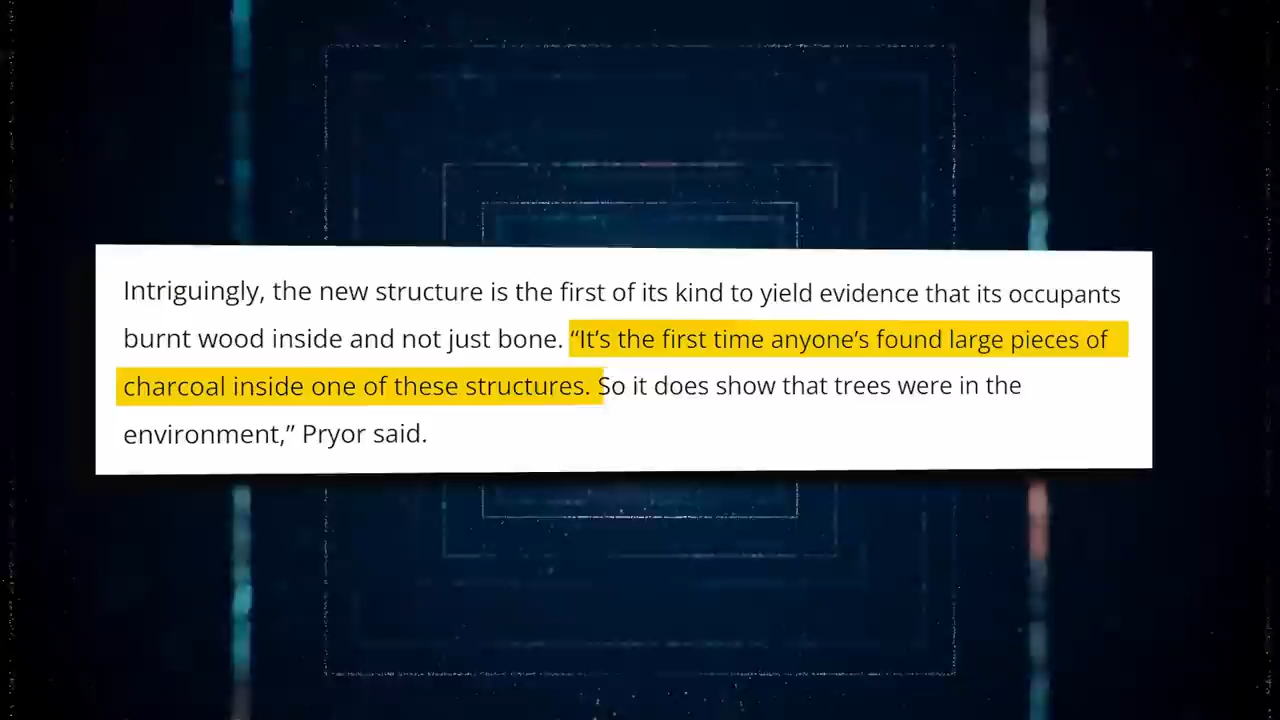 Intriguingly, the new structure is the first of its kind to yield evidence that its occupants
burnt wood inside and not just bone. “It’s the first time anyone’s found large pieces of
charcoal inside one of these structures. So it does show that trees were in the
environment,” Pryor said.